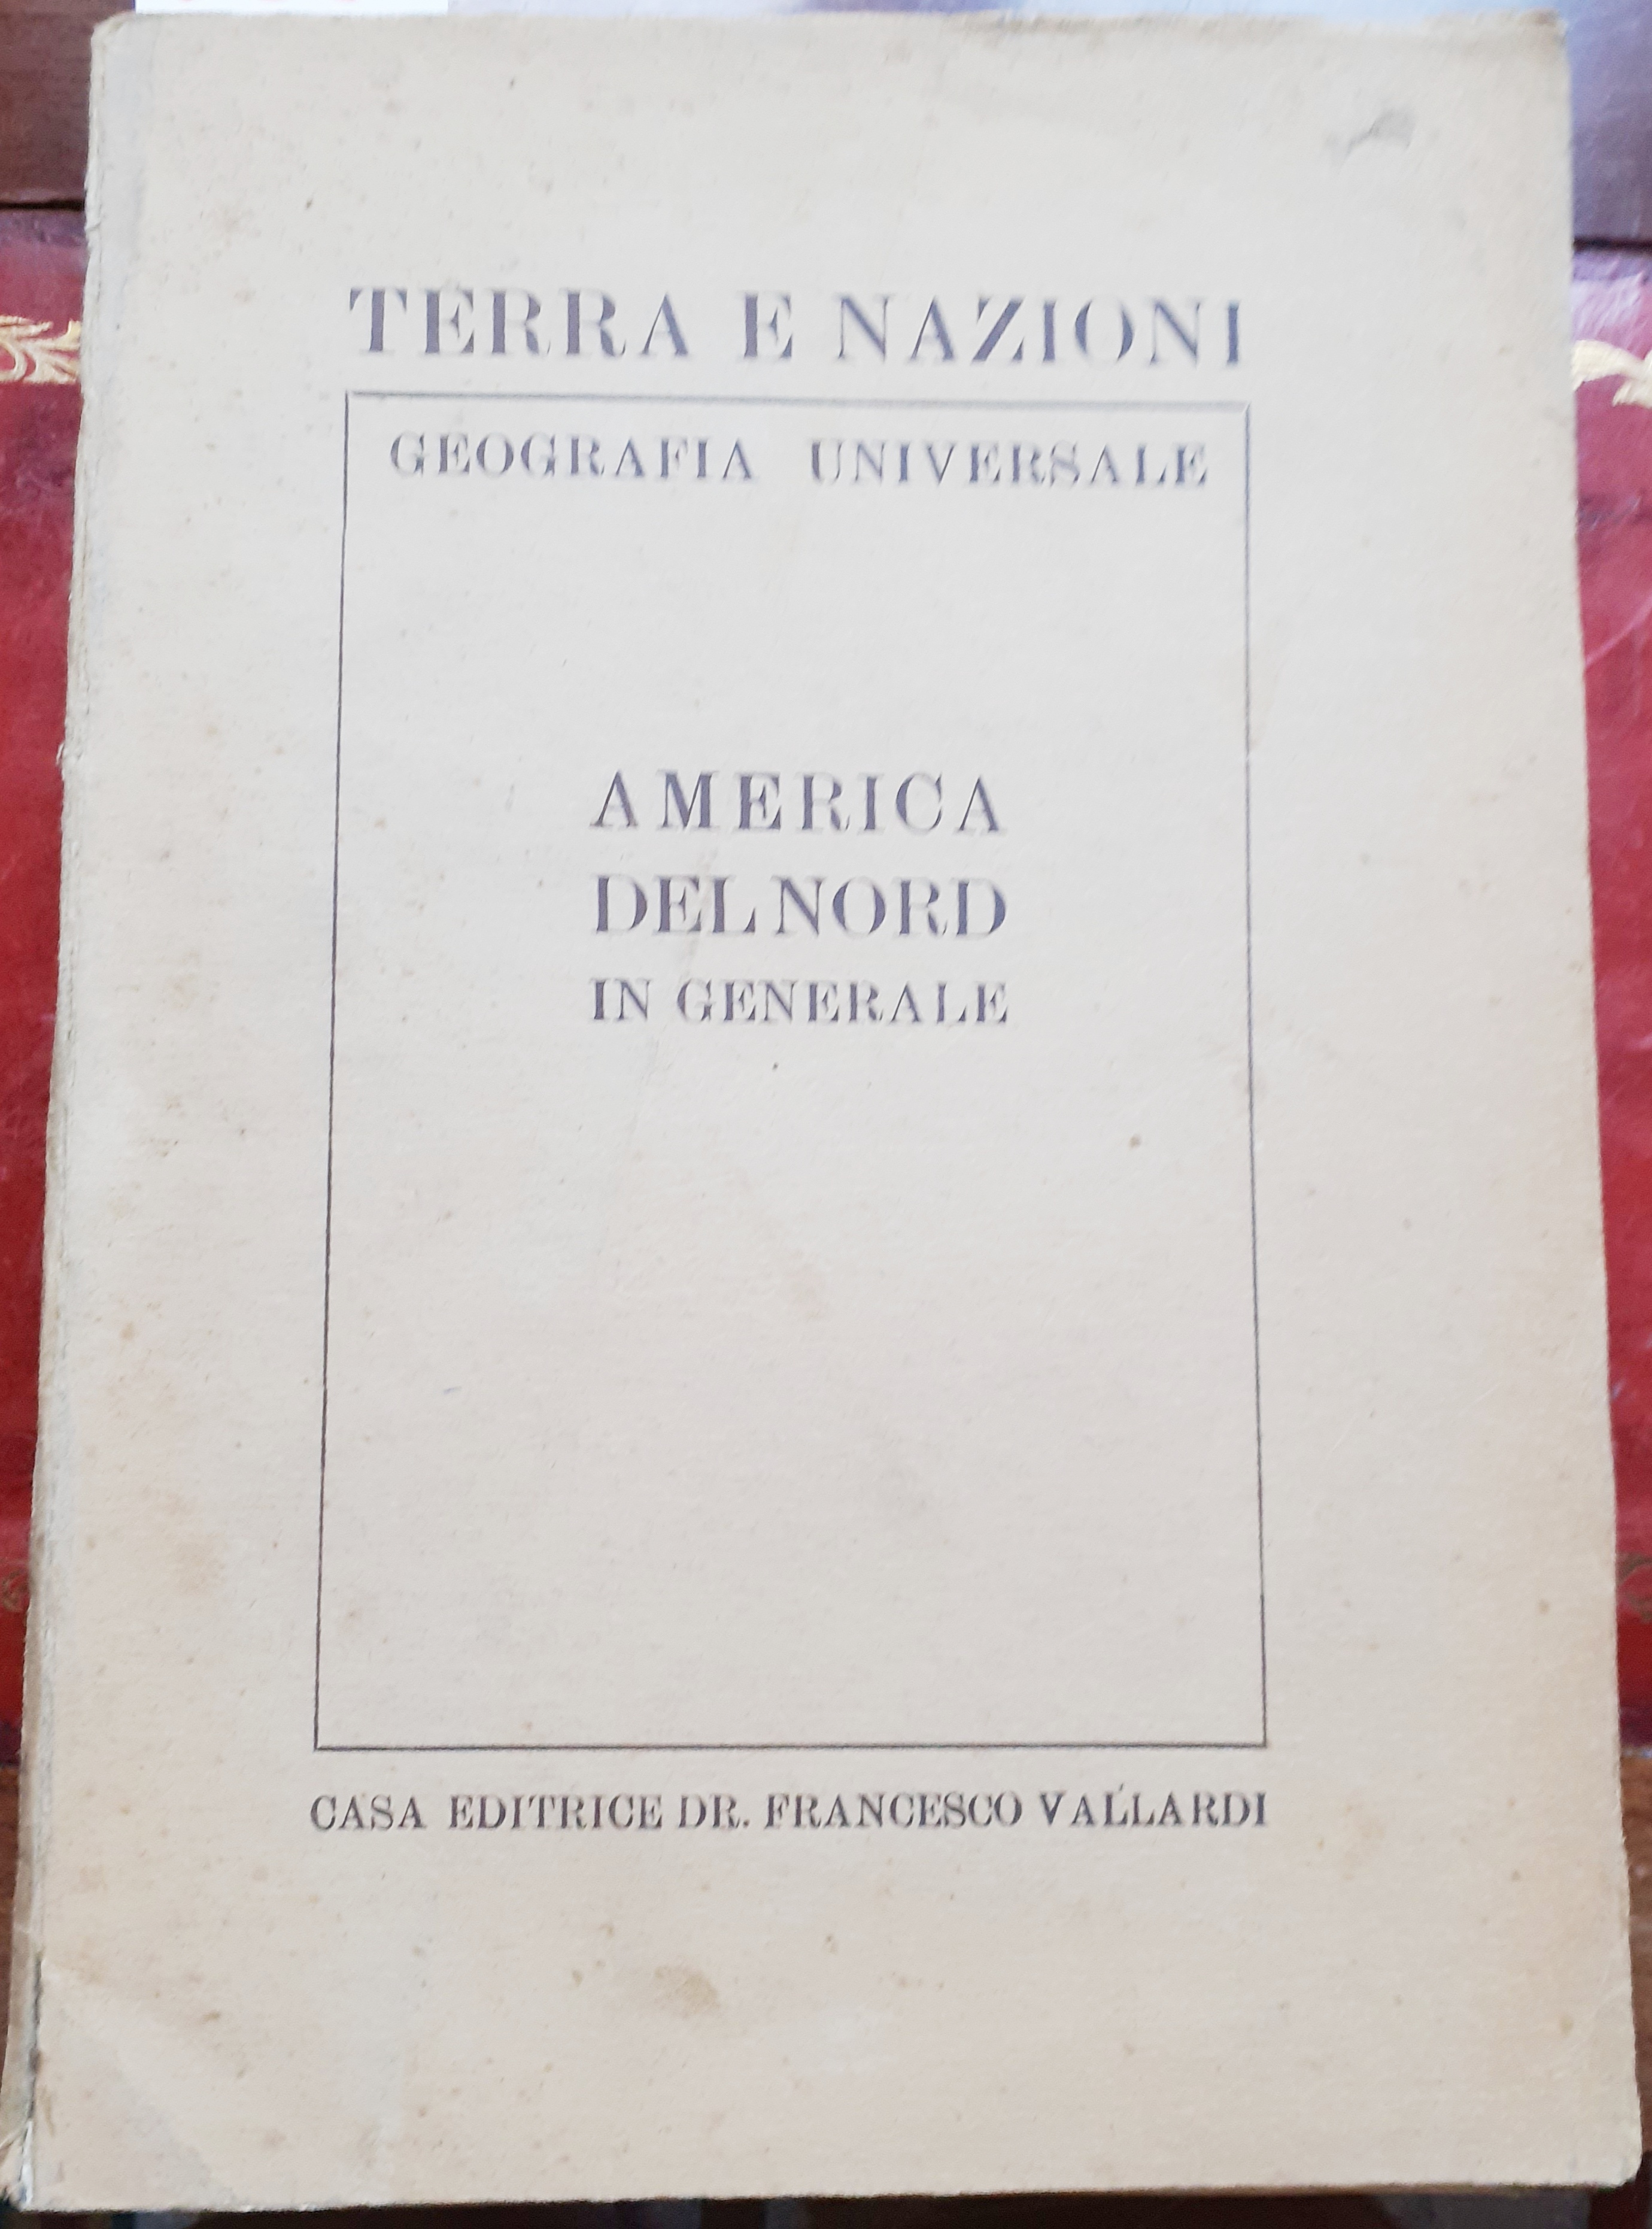 TERRA E NAZIONI
GEOGRAFIA UNIVERSALE
AMERICA
DEL NORD
IN GENERALE
CASA EDITRICE DR. FRANCESCO VALLARDI